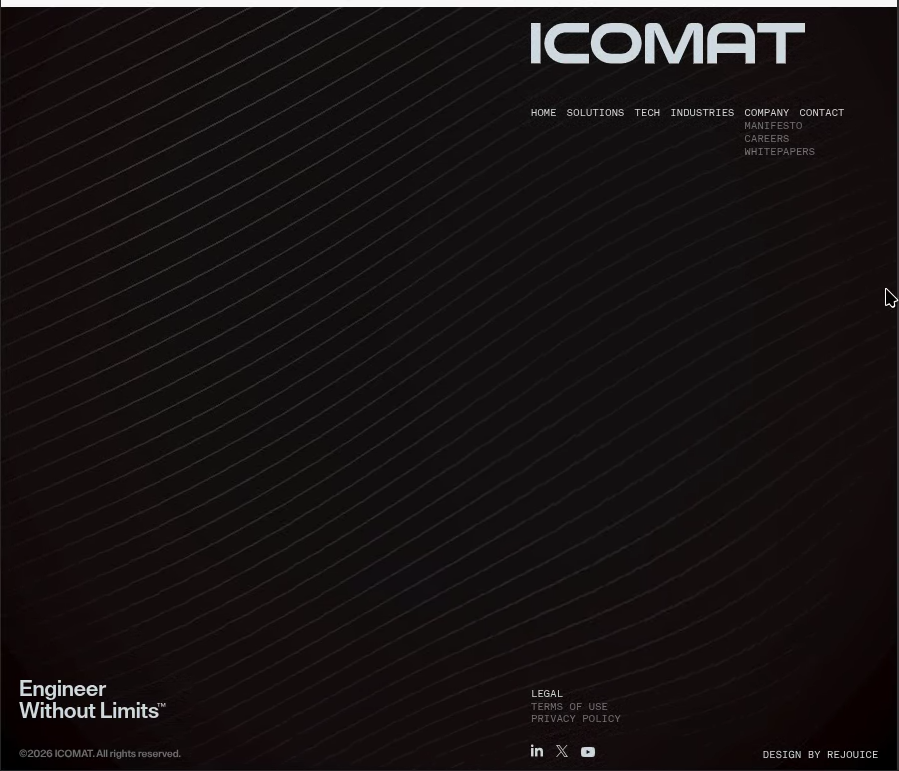 ICOMAT
HOME SOLUTIONS TECH INDUSTRIES COMPANY CONTACT
MANIFESTO
CAREERS
WHITEPAPERS
Engineer
Without Limits™
©2026 ICOMAT. All rights reserved.
LEGAL
TERMS OF USE
PRIVACY POLICY
in X
DESIGN BY REJOUICE